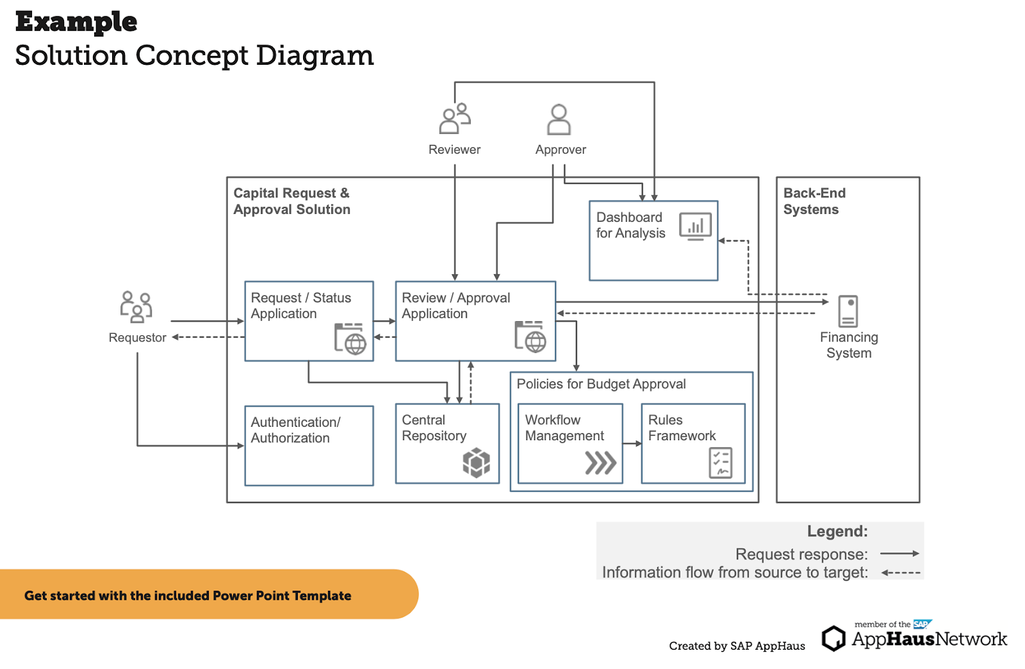 Example
Solution Concept Diagram
Reviewer
Approver
Capital Request &
Approval Solution
Back-End
Systems
Dashboard
for Analysis
Request / Status
Application
Review / Approval
Application
Requestor
Financing
System
Policies for Budget Approval
Authentication/
Authorization
Central
Repository
Workflow
Management
Rules
Framework
Legend:
Request response:
Information flow from source to target:
Get started with the included Power Point Template
Created by SAP AppHaus
member of the SAP
AppHausNetwork